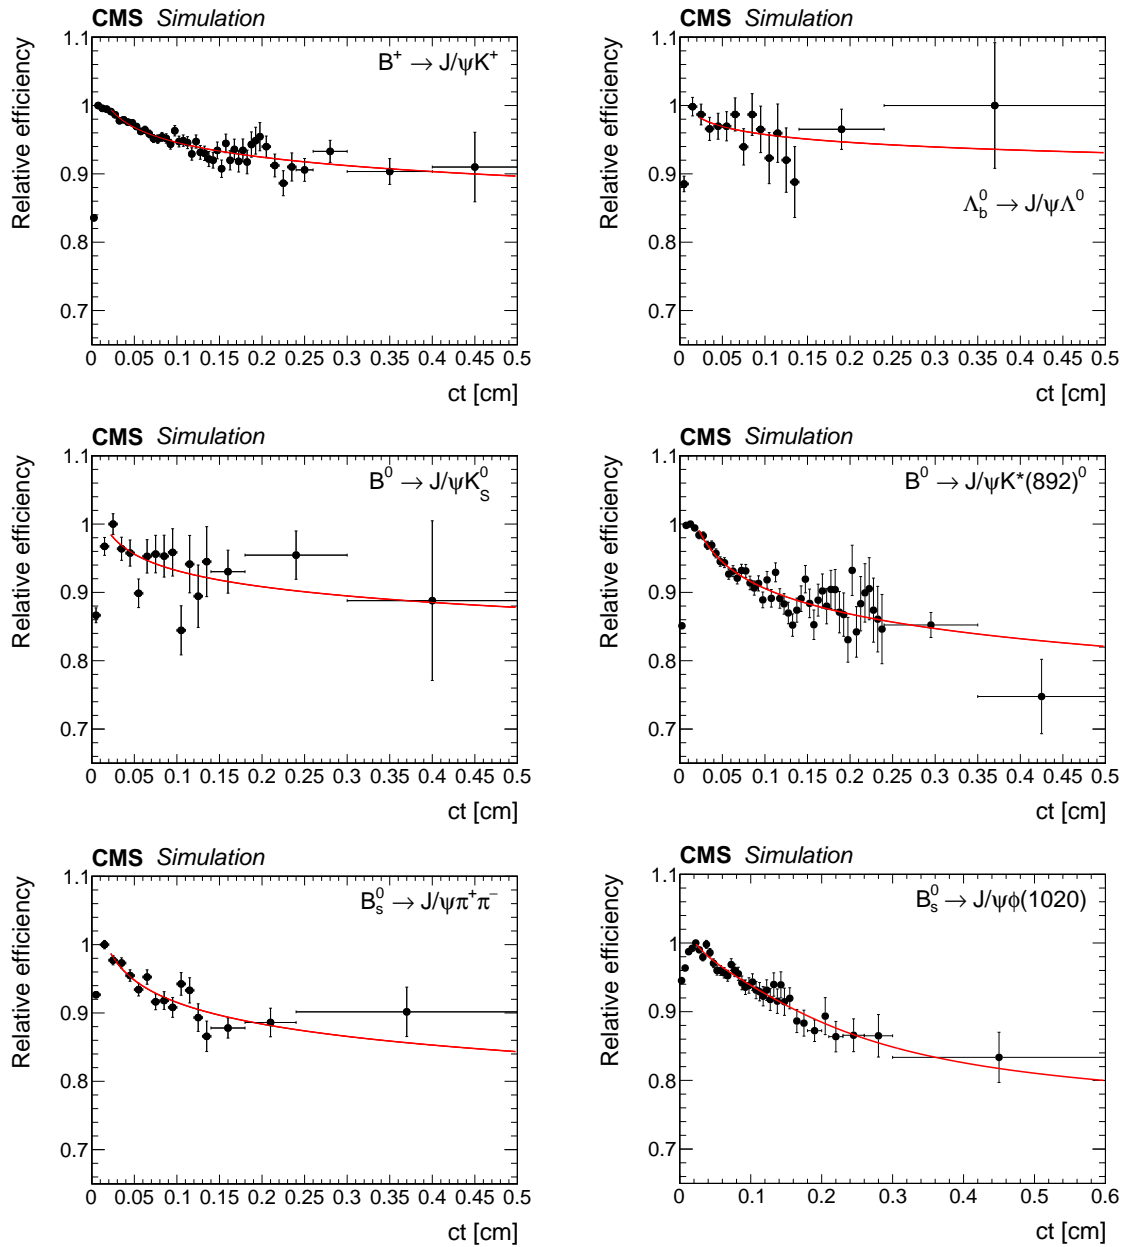 CMS Simulation
Relative efficiency
1.1
1
0.9
0.8
0.7
B⁺ → J/ψK⁺
0 0.05 0.1 0.15 0.2 0.25 0.3 0.35 0.4 0.45 0.5
ct [cm]
CMS Simulation
Relative efficiency
1.1
1
0.9
0.8
0.7
Λ_b^0 → J/ψΛ⁰
0 0.05 0.1 0.15 0.2 0.25 0.3 0.35 0.4 0.45 0.5
ct [cm]
CMS Simulation
Relative efficiency
1.1
1
0.9
0.8
0.7
B⁰ → J/ψK_S^0
0 0.05 0.1 0.15 0.2 0.25 0.3 0.35 0.4 0.45 0.5
ct [cm]
CMS Simulation
Relative efficiency
1.1
1
0.9
0.8
0.7
B⁰ → J/ψK*(892)⁰
0 0.05 0.1 0.15 0.2 0.25 0.3 0.35 0.4 0.45 0.5
ct [cm]
CMS Simulation
Relative efficiency
1.1
1
0.9
0.8
0.7
B_s^0 → J/ψπ⁺π⁻
0 0.05 0.1 0.15 0.2 0.25 0.3 0.35 0.4 0.45 0.5
ct [cm]
CMS Simulation
Relative efficiency
1.1
1
0.9
0.8
0.7
B_s^0 → J/ψϕ(1020)
0 0.1 0.2 0.3 0.4 0.5 0.6
ct [cm]